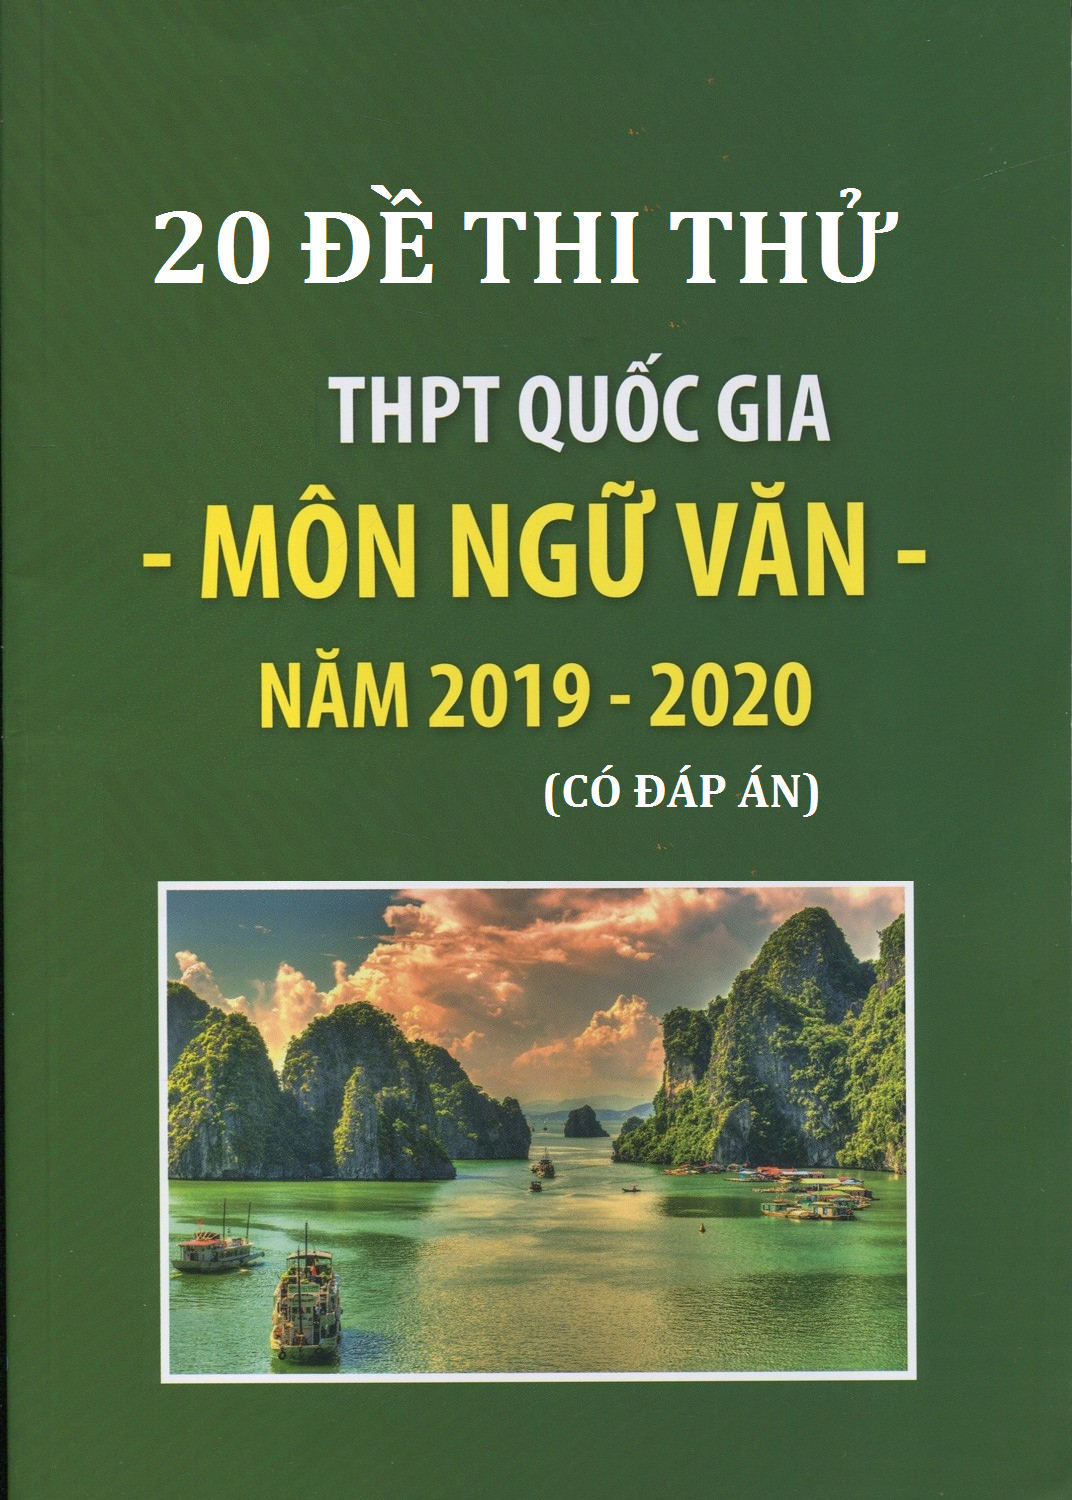 20 ĐỀ THI THỬ
THPT QUỐC GIA
- MÔN NGỮ VĂN -
NĂM 2019 - 2020
(CÓ ĐÁP ÁN)